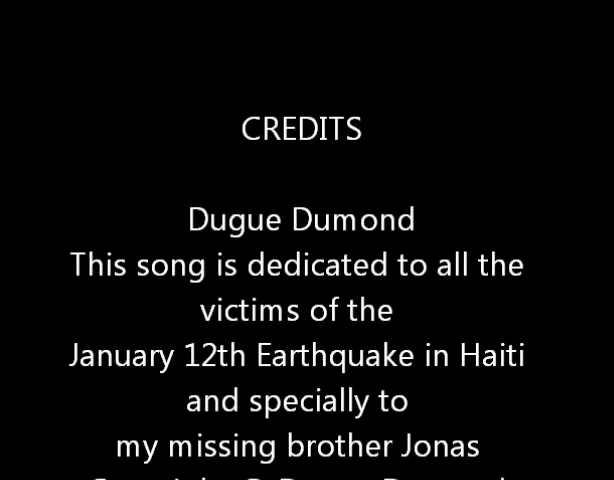 CREDITS
Dugue Dumond
This song is dedicated to all the
victims of the
January 12th Earthquake in Haiti
and specially to
my missing brother Jonas